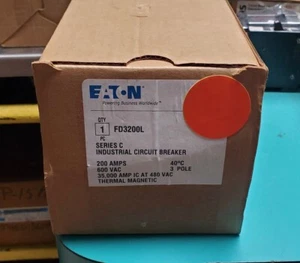 EATON
Powering Business Worldwide
QTY.
1 FD3200L
PC
SERIES C
INDUSTRIAL CIRCUIT BREAKER
200 AMPS 40°C
600 VAC 3 POLE
35,000 AMP IC AT 480 VAC
THERMAL MAGNETIC